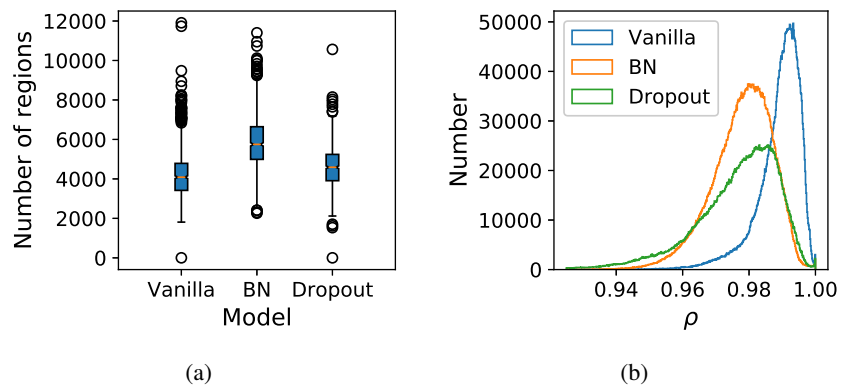 12000
10000
8000
6000
4000
2000
0
Number of regions
Vanilla BN Dropout
Model
(a)
50000
40000
30000
20000
10000
0
Number
Vanilla
BN
Dropout
0.94 0.96 0.98 1.00
ρ
(b)